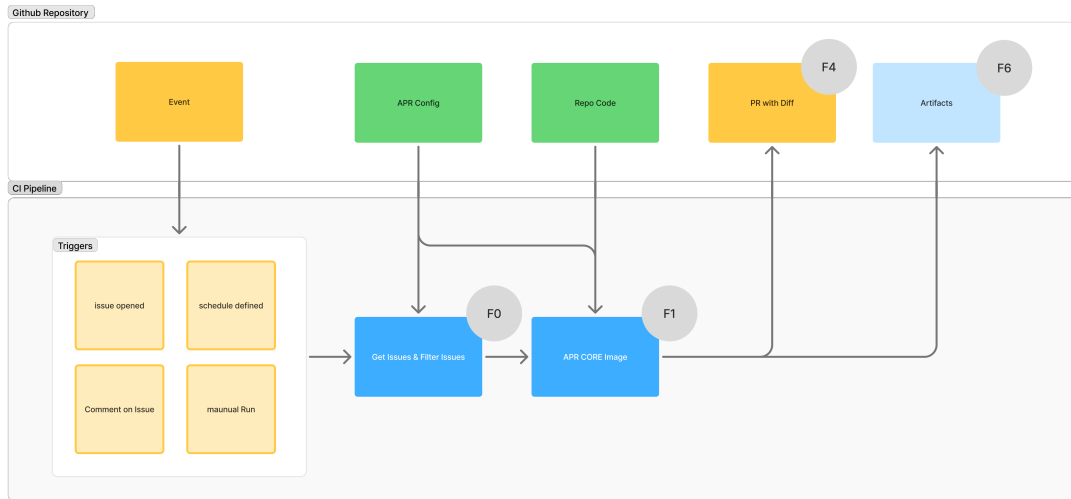 Github Repository
Event
APR Config
Repo Code
PR with Diff
F4
Artifacts
F6
CI Pipeline
Triggers
issue opened
schedule defined
Comment on Issue
maunual Run
Get Issues & Filter Issues
F0
APR CORE Image
F1